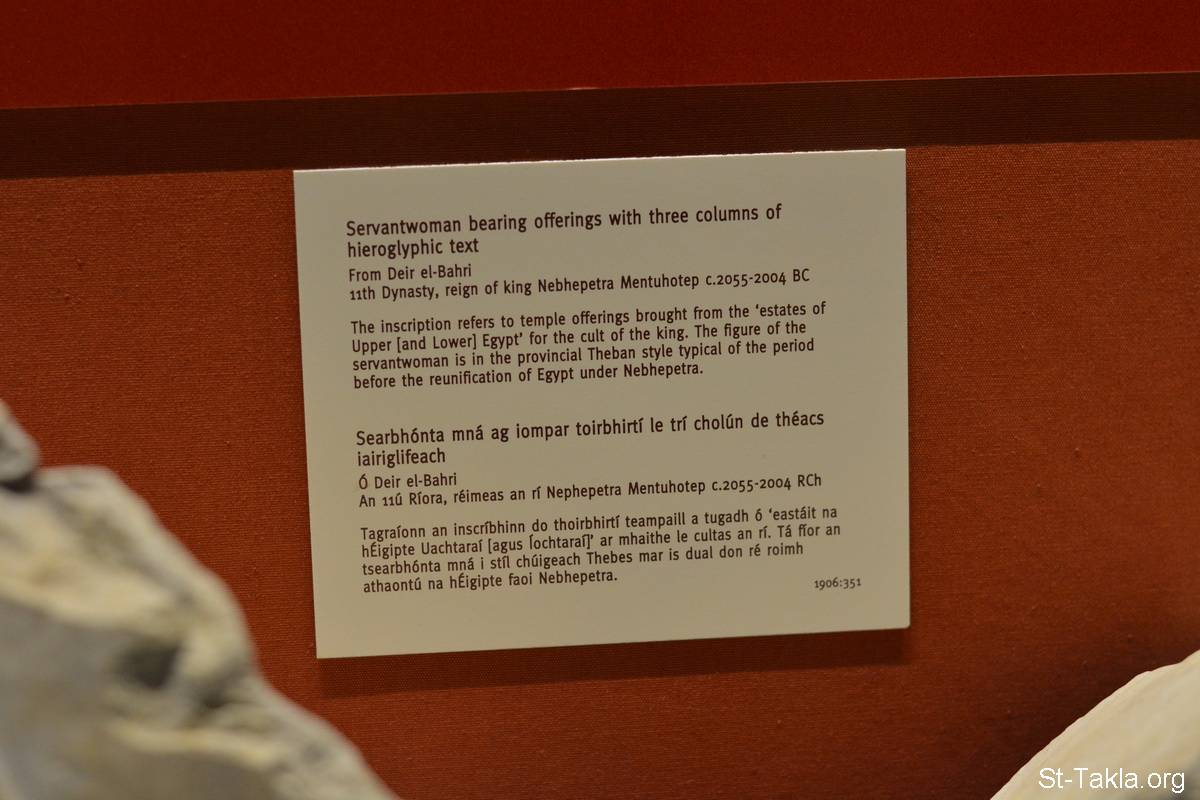 Servantwoman bearing offerings with three columns of
hieroglyphic text
From Deir el-Bahri
11th Dynasty, reign of king Nebhepetra Mentuhotep c.2055-2004 BC
The inscription refers to temple offerings brought from the ‘estates of
Upper [and Lower] Egypt’ for the cult of the king. The figure of the
servantwoman is in the provincial Theban style typical of the period
before the reunification of Egypt under Nebhepetra.
Searbhónta mná ag iompar toirbhirtí le trí cholún de théacs
iairiglifeach
Ó Deir el-Bahri
An 11ú Ríora, réimeas an rí Nephepetra Mentuhotep c.2055-2004 RCh
Tagraíonn an inscríbhinn do thoirbhirtí teampaill a tugadh ó ‘eastáit na
hÉigipte Uachtaraí [agus Íochtaraí]’ ar mhaithe le cultas an rí. Tá fíor an
tsearbhónta mná i stíl chúigeach Thebes mar is dual don ré roimh
athaontú na hÉigipte faoi Nebhepetra.
1906:351
St-Takla.org